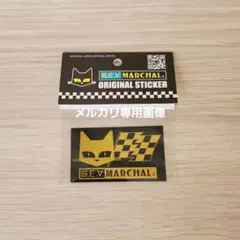 S.E.V MARCHAL
ORIGINAL STICKER
メルカリ専用画像
S.E.V MARCHAL